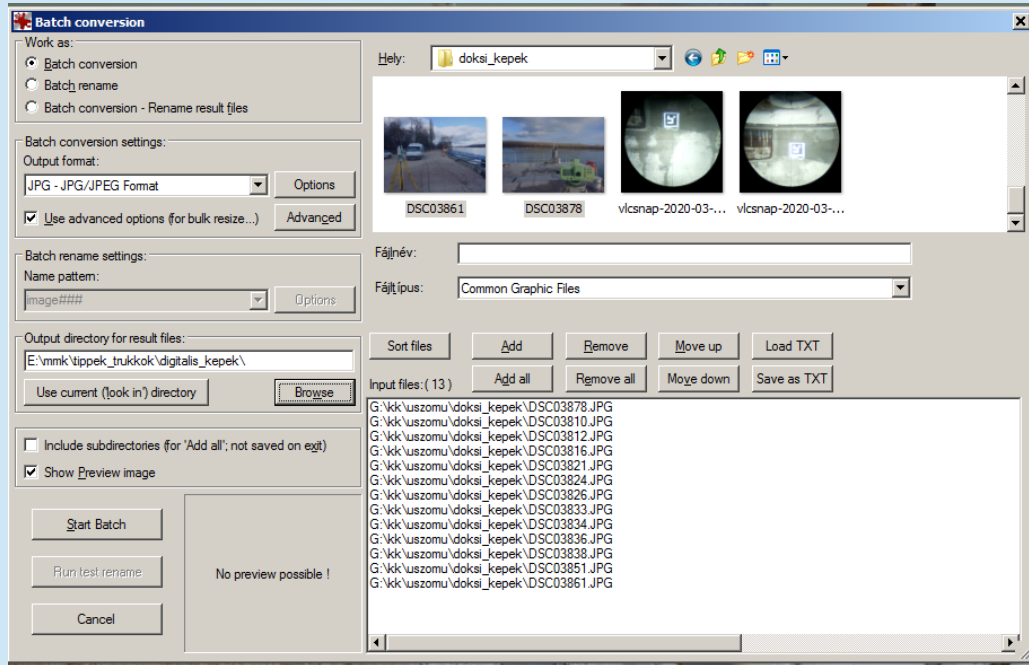 Batch conversion
Work as:
Batch conversion
Batch rename
Batch conversion - Rename result files
Batch conversion settings:
Output format:
JPG - JPG/JPEG Format
Options
Use advanced options (for bulk resize...)
Advanced
Batch rename settings:
Name pattern:
image###
Options
Output directory for result files:
E:\mmk\tippek_trukkok\digitalis_kepek\
Use current ('look in') directory
Browse
Include subdirectories (for 'Add all'; not saved on exit)
Show Preview image
Start Batch
Run test rename
Cancel
No preview possible !
Hely:
doksi_kepek
DSC03861
DSC03878
vlcsnap-2020-03-...
vlcsnap-2020-03-...
Fájlnév:
Fájltípus:
Common Graphic Files
Sort files
Add
Remove
Move up
Load TXT
Input files:( 13 )
Add all
Remove all
Move down
Save as TXT
G:\kk\uszomu\doksi_kepek\DSC03878.JPG
G:\kk\uszomu\doksi_kepek\DSC03810.JPG
G:\kk\uszomu\doksi_kepek\DSC03812.JPG
G:\kk\uszomu\doksi_kepek\DSC03816.JPG
G:\kk\uszomu\doksi_kepek\DSC03821.JPG
G:\kk\uszomu\doksi_kepek\DSC03824.JPG
G:\kk\uszomu\doksi_kepek\DSC03826.JPG
G:\kk\uszomu\doksi_kepek\DSC03833.JPG
G:\kk\uszomu\doksi_kepek\DSC03834.JPG
G:\kk\uszomu\doksi_kepek\DSC03836.JPG
G:\kk\uszomu\doksi_kepek\DSC03838.JPG
G:\kk\uszomu\doksi_kepek\DSC03851.JPG
G:\kk\uszomu\doksi_kepek\DSC03861.JPG